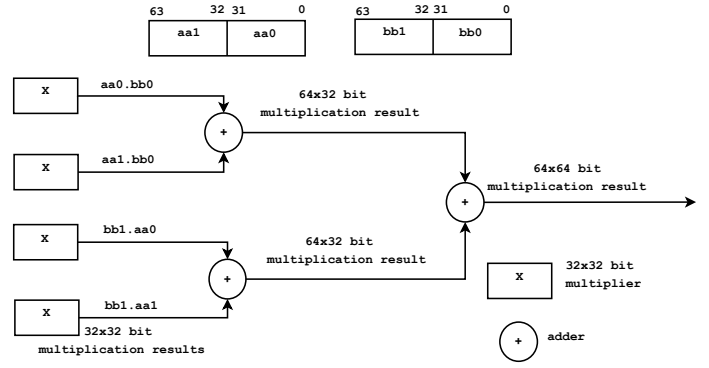 63 32 31 0
aa1 aa0
63 32 31 0
bb1 bb0
X
aa0.bb0
64x32 bit
multiplication result
+
X
aa1.bb0
64x64 bit
multiplication result
+
X
bb1.aa0
64x32 bit
multiplication result
+
X
bb1.aa1
32x32 bit
multiplication results
X
32x32 bit
multiplier
+
adder